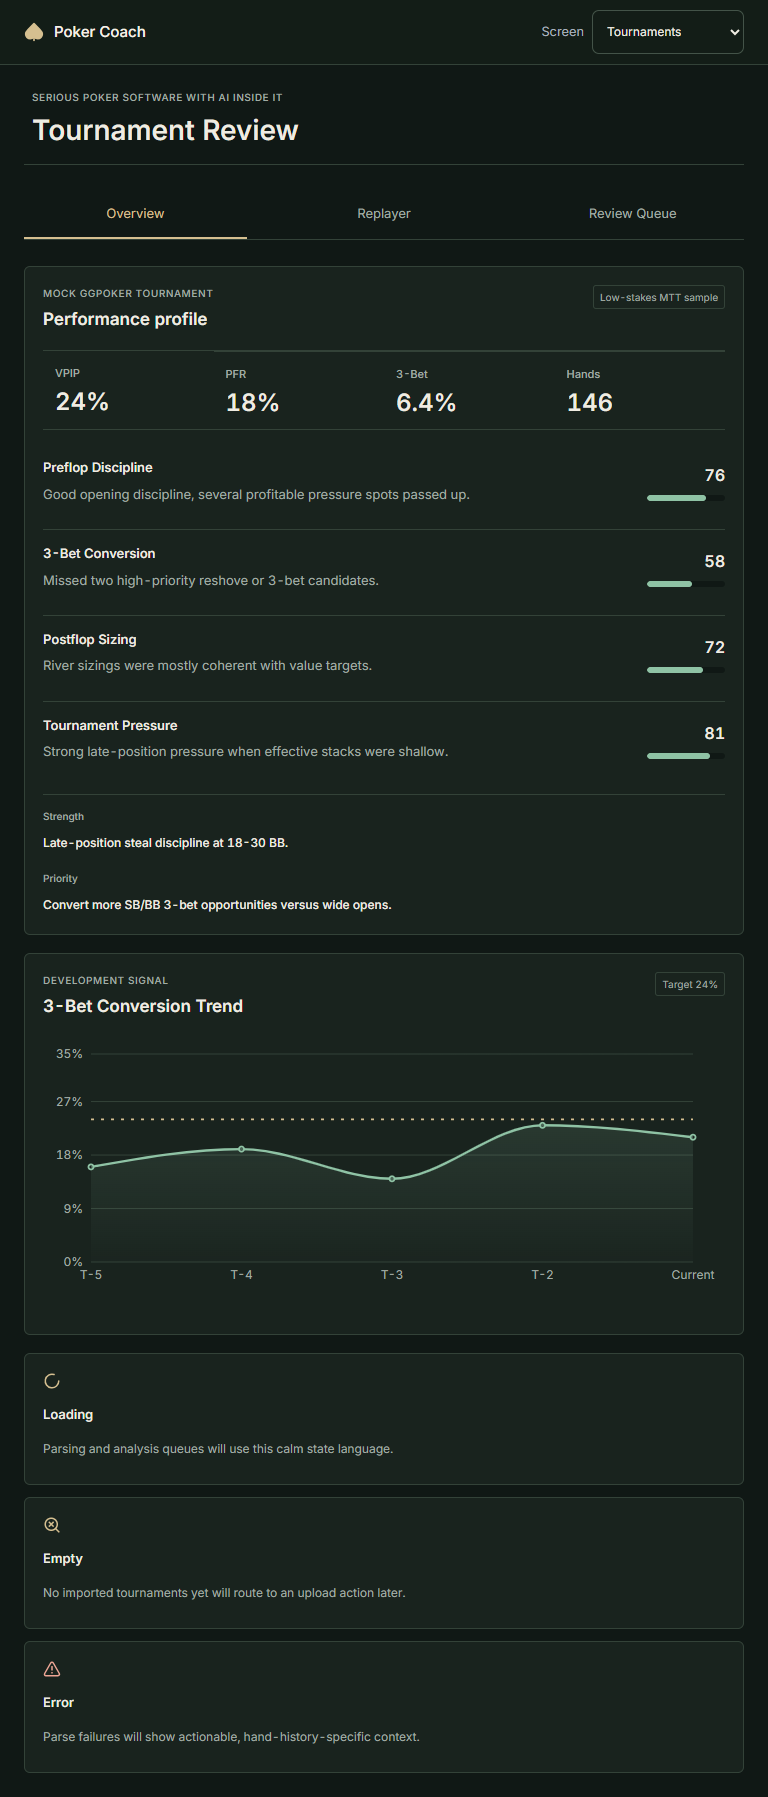 Poker Coach
Screen
Tournaments
SERIOUS POKER SOFTWARE WITH AI INSIDE IT
Tournament Review
Overview
Replayer
Review Queue
MOCK GGPOKER TOURNAMENT
Low-stakes MTT sample
Performance profile
VPIP
24%
PFR
18%
3-Bet
6.4%
Hands
146
Preflop Discipline
Good opening discipline, several profitable pressure spots passed up.
76
3-Bet Conversion
Missed two high-priority reshove or 3-bet candidates.
58
Postflop Sizing
River sizings were mostly coherent with value targets.
72
Tournament Pressure
Strong late-position pressure when effective stacks were shallow.
81
Strength
Late-position steal discipline at 18-30 BB.
Priority
Convert more SB/BB 3-bet opportunities versus wide opens.
DEVELOPMENT SIGNAL
Target 24%
3-Bet Conversion Trend
35%
27%
18%
9%
0%
T-5
T-4
T-3
T-2
Current
Loading
Parsing and analysis queues will use this calm state language.
Empty
No imported tournaments yet will route to an upload action later.
Error
Parse failures will show actionable, hand-history-specific context.